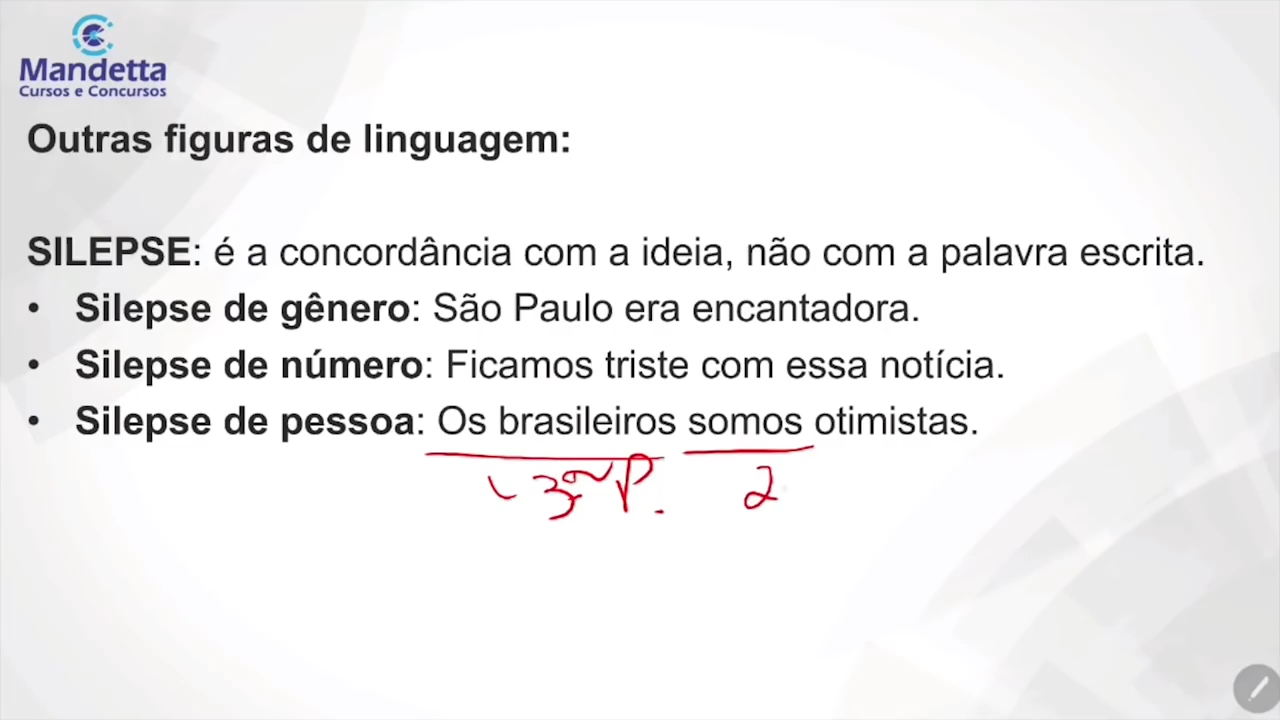 Mandetta
Cursos e Concursos
Outras figuras de linguagem:
SILEPSE: é a concordância com a ideia, não com a palavra escrita.
• Silepse de gênero: São Paulo era encantadora.
• Silepse de número: Ficamos triste com essa notícia.
• Silepse de pessoa: Os brasileiros somos otimistas.
3ª P. 2